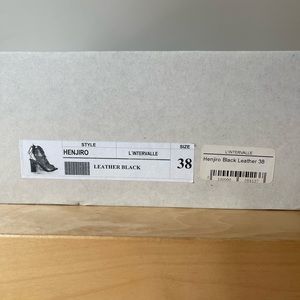 STYLE
SIZE
HENJIRO
L'INTERVALLE
38
LEATHER BLACK
L'INTERVALLE
Henjiro Black Leather 38